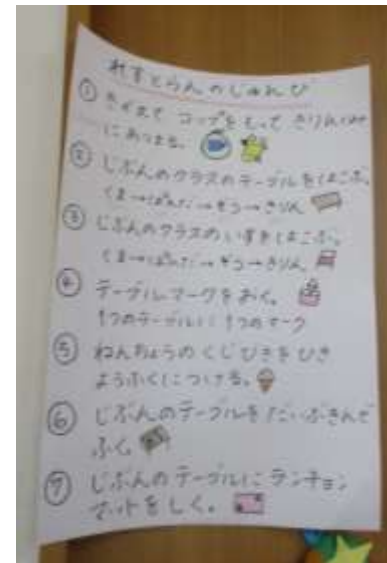 れすとらんのじゅんび
① コップをもって きりんぐみ
にあつまる。
② じぶんのクラスのテーブルをはこぶ。
くま→ぱんだ→ぞう→きりん
③ じぶんのクラスのいすをはこぶ。
くま→ぱんだ→ぞう→きりん
④ テーブルマークをおく。
1つのテーブルに1つのマーク
⑤ ねんちょうのくじびきをひき
ようふくにつける。
⑥ じぶんのテーブルをだいぶきんで
ふく。
⑦ じぶんのテーブルにランチョン
マットをしく。